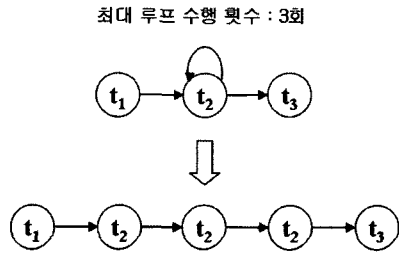 최대 루프 수행 횟수 : 3회
t₁ t₂ t₃
t₁ t₂ t₂ t₂ t₃